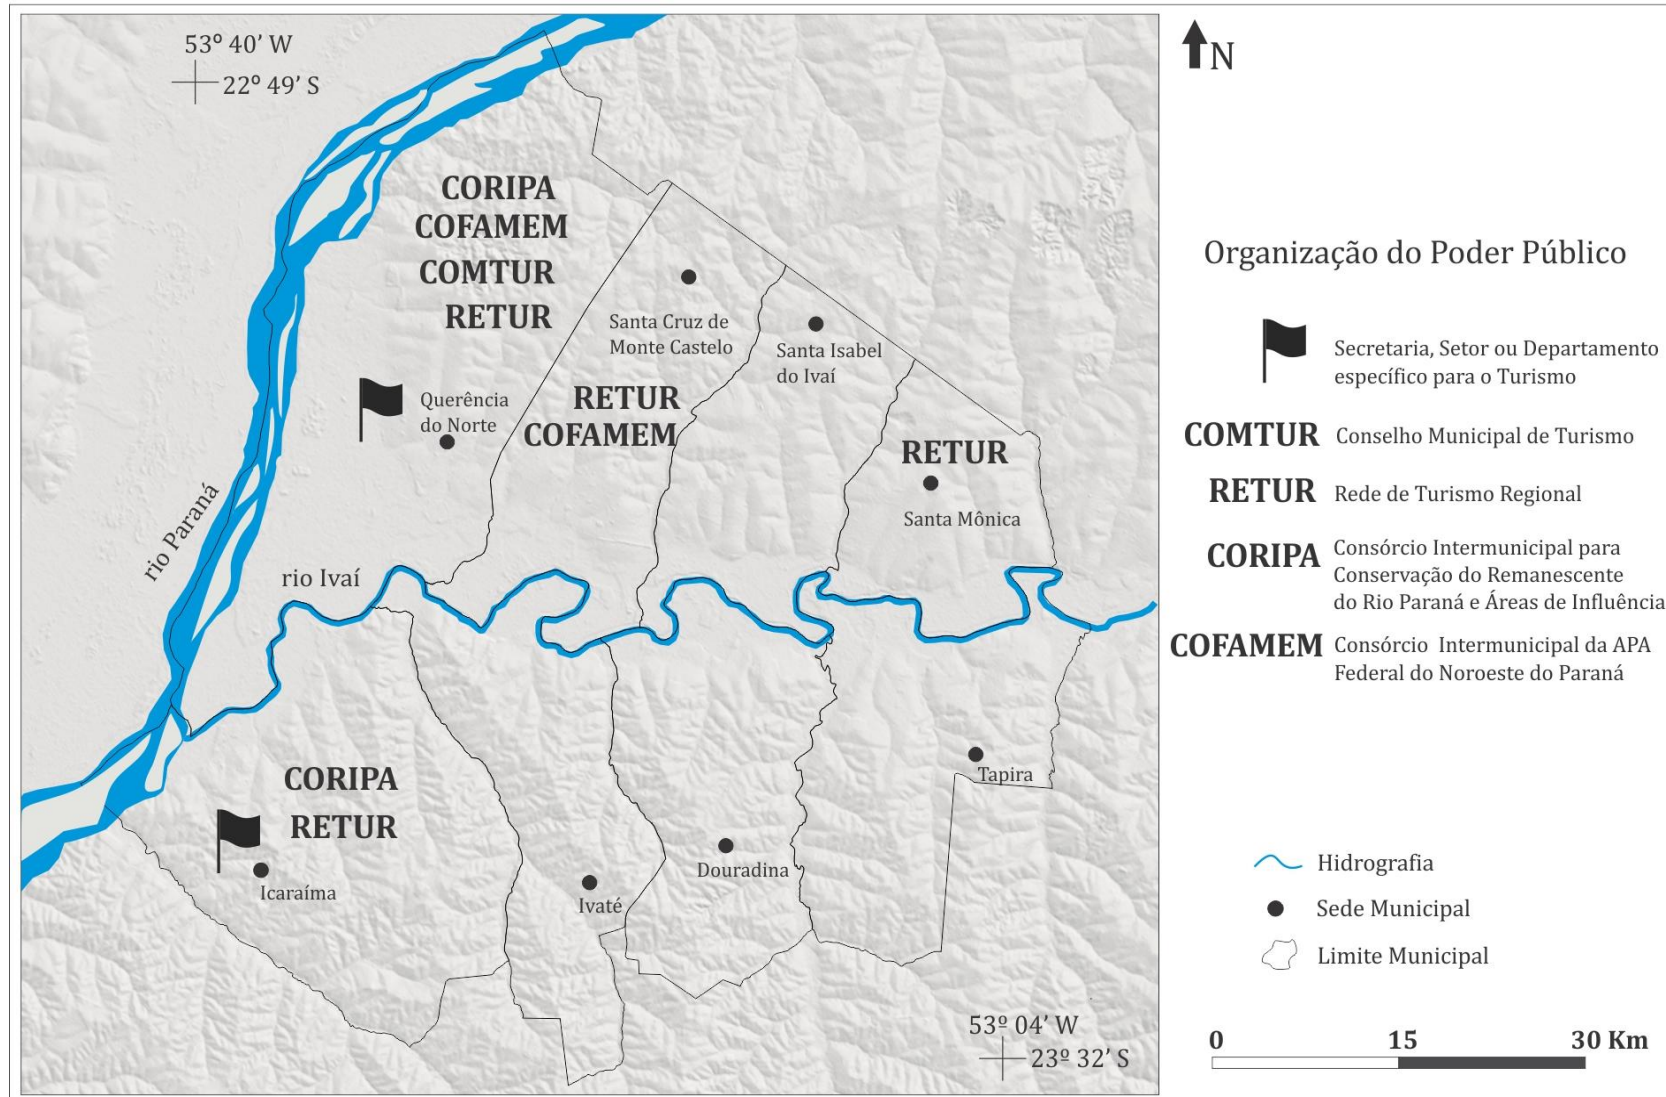 53º 40’ W
22º 49’ S
CORIPA
COFAMEM
COMTUR
RETUR
Santa Cruz de
Monte Castelo
Santa Isabel
do Ivaí
RETUR
COFAMEM
Querência
do Norte
RETUR
Santa Mônica
rio Paraná
rio Ivaí
CORIPA
RETUR
Icaraíma
Ivaté
Douradina
Tapira
53º 04’ W
23º 32’ S
N
Organização do Poder Público
Secretaria, Setor ou Departamento
específico para o Turismo
COMTUR Conselho Municipal de Turismo
RETUR Rede de Turismo Regional
CORIPA Consórcio Intermunicipal para
Conservação do Remanescente
do Rio Paraná e Áreas de Influência
COFAMEM Consórcio Intermunicipal da APA
Federal do Noroeste do Paraná
Hidrografia
Sede Municipal
Limite Municipal
0 15 30 Km